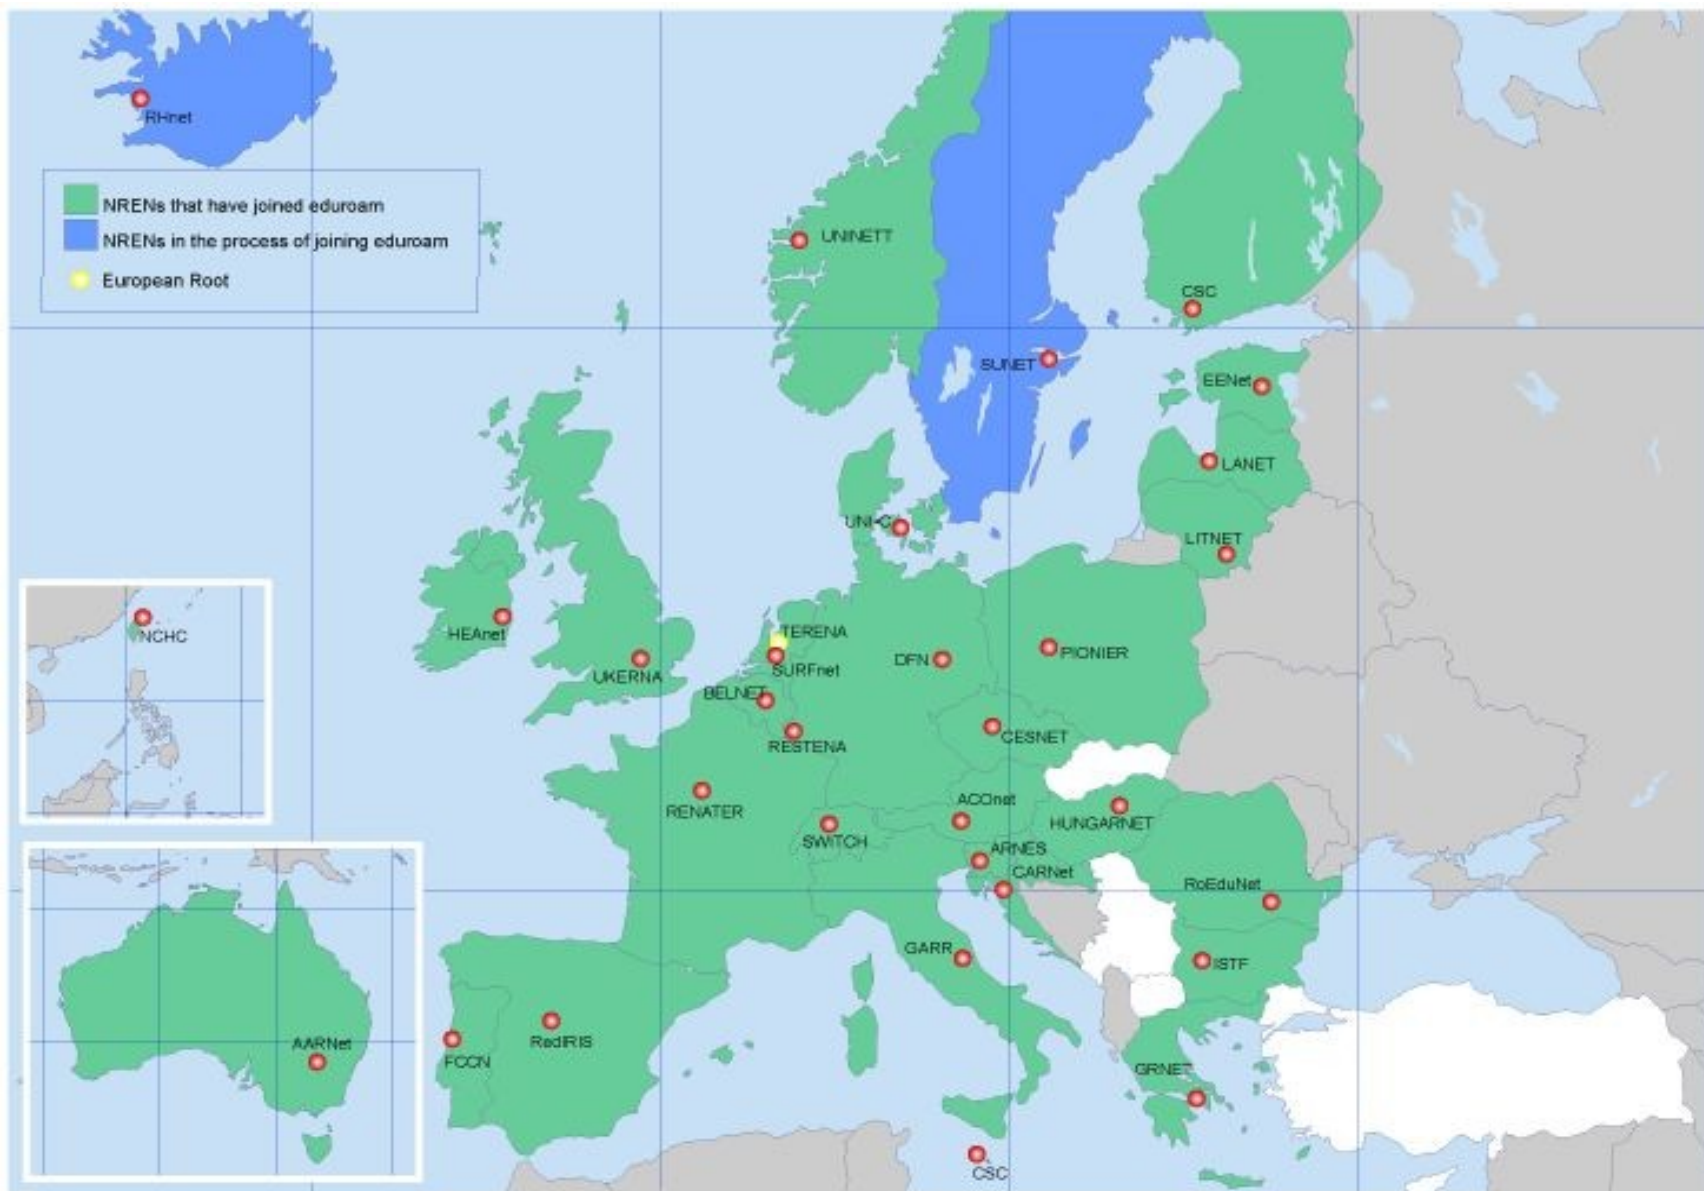 RHnet
NRENs that have joined eduroam
NRENs in the process of joining eduroam
European Root
UNINETT
CSC
SUNET
EENet
LANET
UNI-C
LITNET
HEAnet
UKERNA
TERENA
SURFnet
DFN
PIONIER
NCHC
BELNET
RESTENA
CESNET
RENATER
ACOnet
HUNGARNET
SWITCH
ARNES
CARNet
RoEduNet
GARR
ISTF
AARNet
FCCN
RedIRIS
GRNET
CSC